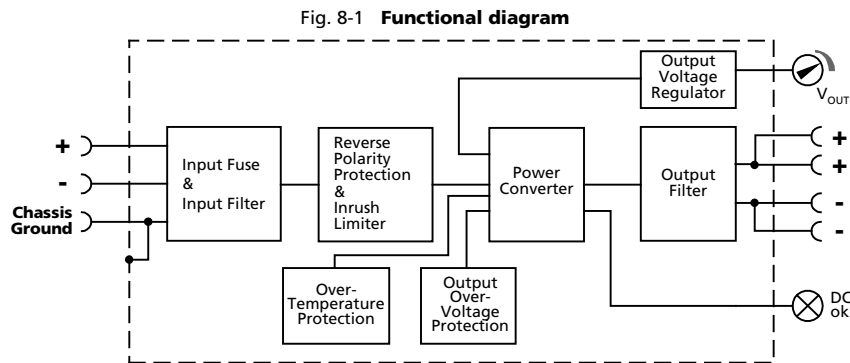 Fig. 8-1 Functional diagram
Output
Voltage
Regulator
V_OUT
+
-
Chassis
Ground
Input Fuse
&
Input Filter
Reverse
Polarity
Protection
&
Inrush
Limiter
Power
Converter
Output
Filter
+
+
-
-
Over-
Temperature
Protection
Output
Over-
Voltage
Protection
DC
ok